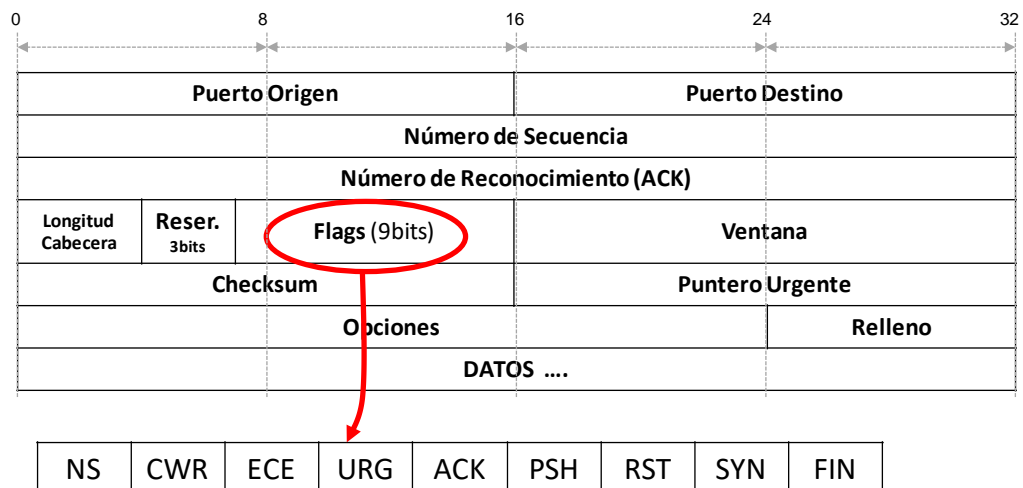 0 8 16 24 32
Puerto Origen Puerto Destino
Número de Secuencia
Número de Reconocimiento (ACK)
Longitud Cabecera Reser. 3bits Flags (9bits) Ventana
Checksum Puntero Urgente
Opciones Relleno
DATOS ....
NS CWR ECE URG ACK PSH RST SYN FIN